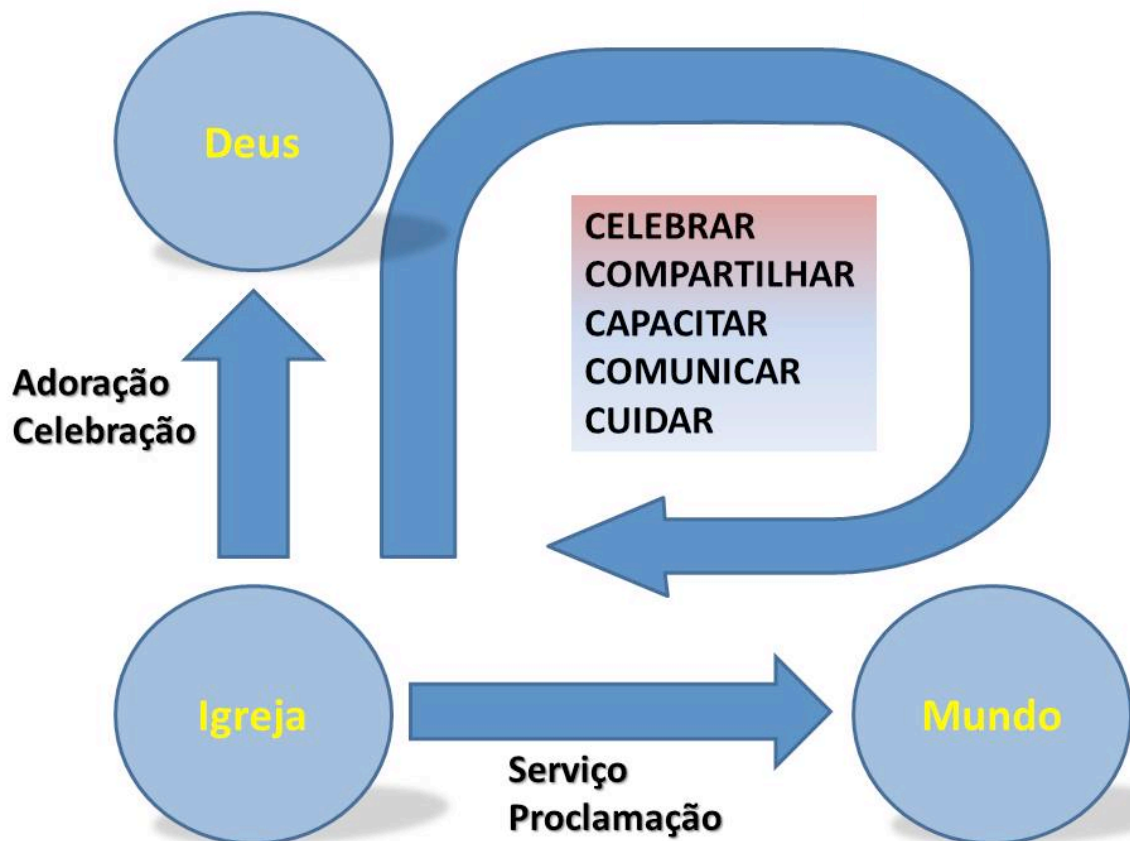 Deus
CELEBRAR
COMPARTILHAR
CAPACITAR
COMUNICAR
CUIDAR
Adoração
Celebração
Igreja
Mundo
Serviço
Proclamação